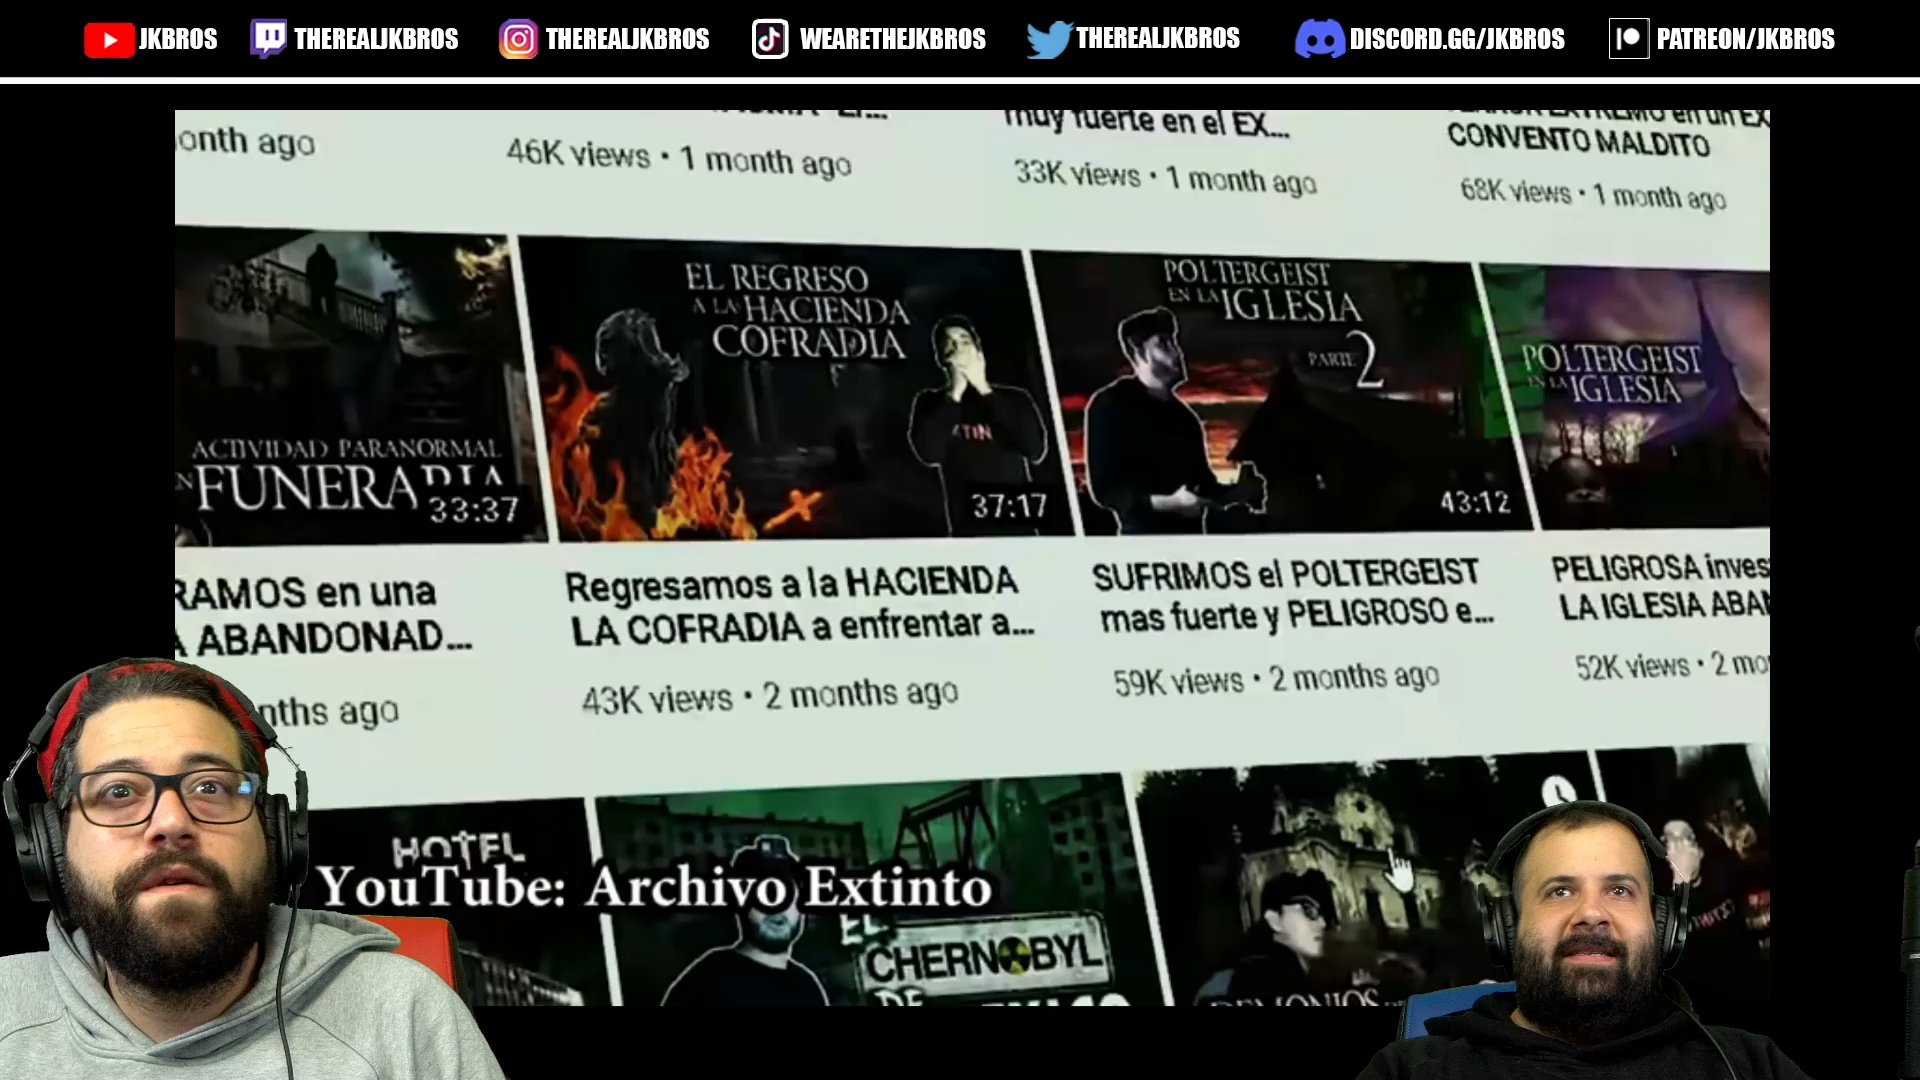 JKBROS
THEREALJKBROS
THEREALJKBROS
WEARETHEJKBROS
THEREALJKBROS
DISCORD.GG/JKBROS
PATREON/JKBROS
onth ago
46K views • 1 month ago
muy fuerte en el EX...
33K views • 1 month ago
CONVENTO MALDITO
68K views • 1 month ago
ACTIVIDAD PARANORMAL
FUNERARIA
33:37
EL REGRESO
A LA HACIENDA
COFRADIA
37:17
POLTERGEIST
EN LA IGLESIA
PARTE 2
43:12
POLTERGEIST
EN LA IGLESIA
RAMOS en una
A ABANDONAD...
nths ago
Regresamos a la HACIENDA
LA COFRADIA a enfrentar a...
43K views • 2 months ago
SUFRIMOS el POLTERGEIST
mas fuerte y PELIGROSO e...
59K views • 2 months ago
PELIGROSA inves
LA IGLESIA ABA
52K views • 2 mo
HOTEL
YouTube: Archivo Extinto
EL
CHERNOBYL
DE
DEMONIOS